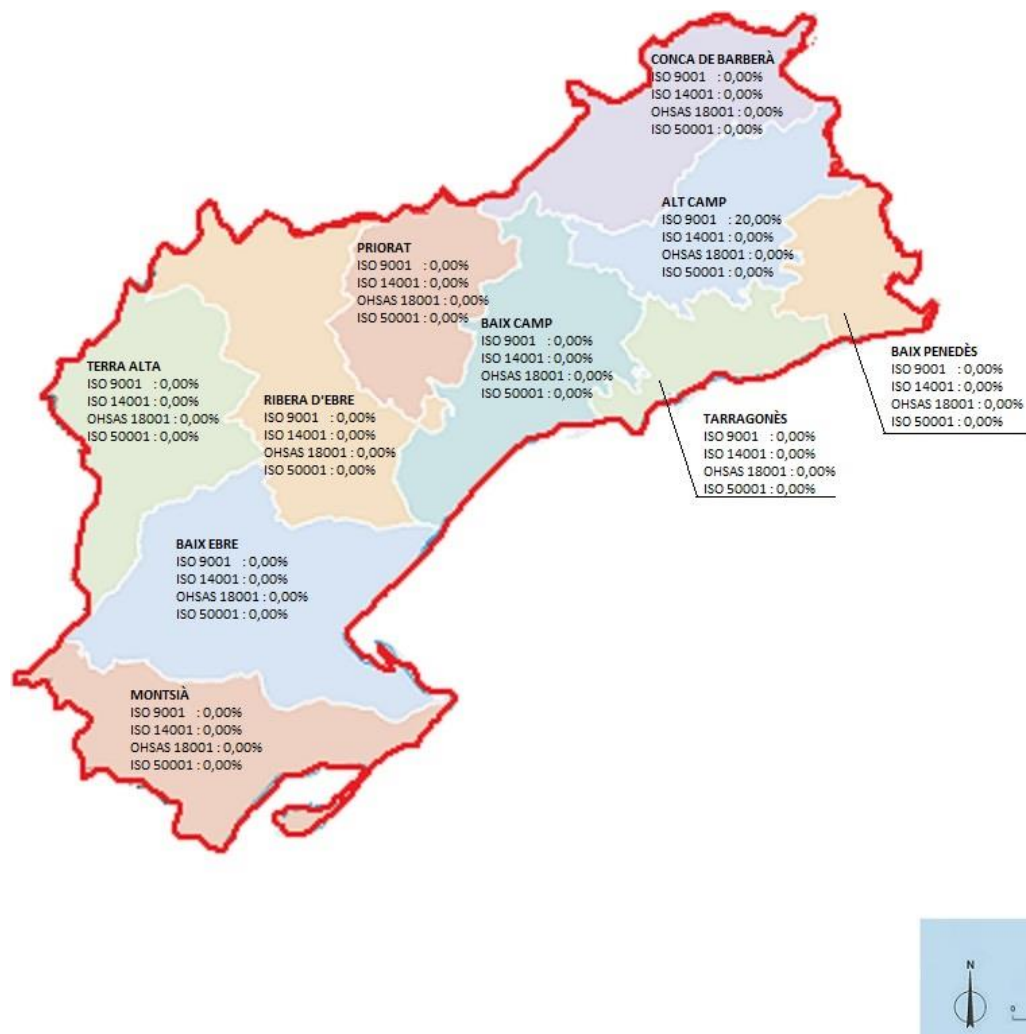 CONCA DE BARBERÀ
ISO 9001 : 0,00%
ISO 14001 : 0,00%
OHSAS 18001 : 0,00%
ISO 50001 : 0,00%
ALT CAMP
ISO 9001 : 20,00%
ISO 14001 : 0,00%
OHSAS 18001 : 0,00%
ISO 50001 : 0,00%
PRIORAT
ISO 9001 : 0,00%
ISO 14001 : 0,00%
OHSAS 18001 : 0,00%
ISO 50001 : 0,00%
BAIX CAMP
ISO 9001 : 0,00%
ISO 14001 : 0,00%
OHSAS 18001 : 0,00%
ISO 50001 : 0,00%
BAIX PENEDÈS
ISO 9001 : 0,00%
ISO 14001 : 0,00%
OHSAS 18001 : 0,00%
ISO 50001 : 0,00%
TERRA ALTA
ISO 9001 : 0,00%
ISO 14001 : 0,00%
OHSAS 18001 : 0,00%
ISO 50001 : 0,00%
RIBERA D'EBRE
ISO 9001 : 0,00%
ISO 14001 : 0,00%
OHSAS 18001 : 0,00%
ISO 50001 : 0,00%
TARRAGONÈS
ISO 9001 : 0,00%
ISO 14001 : 0,00%
OHSAS 18001 : 0,00%
ISO 50001 : 0,00%
BAIX EBRE
ISO 9001 : 0,00%
ISO 14001 : 0,00%
OHSAS 18001 : 0,00%
ISO 50001 : 0,00%
MONTSIÀ
ISO 9001 : 0,00%
ISO 14001 : 0,00%
OHSAS 18001 : 0,00%
ISO 50001 : 0,00%
N
0